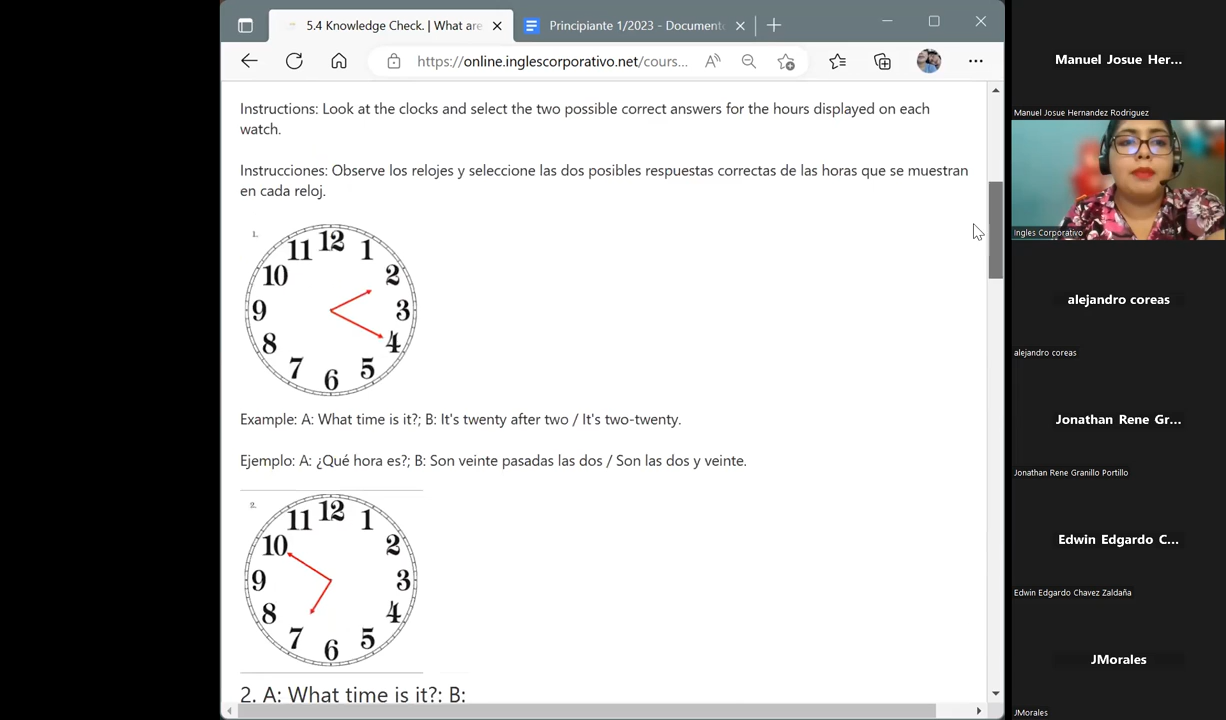 5.4 Knowledge Check. | What are
Principiante 1/2023 - Document
https://online.inglescorporativo.net/cours...
Instructions: Look at the clocks and select the two possible correct answers for the hours displayed on each
watch.
Instrucciones: Observe los relojes y seleccione las dos posibles respuestas correctas de las horas que se muestran
en cada reloj.
1.
12
11 1
10 2
9 3
8 4
7 5
6
Example: A: What time is it?; B: It's twenty after two / It's two-twenty.
Ejemplo: A: ¿Qué hora es?; B: Son veinte pasadas las dos / Son las dos y veinte.
2.
12
11 1
10 2
9 3
8 4
7 5
6
2. A: What time is it?: B:
Manuel Josue Her...
Manuel Josue Hernandez Rodriguez
Ingles Corporativo
alejandro coreas
alejandro coreas
Jonathan Rene Gr...
Jonathan Rene Granillo Portillo
Edwin Edgardo C...
Edwin Edgardo Chavez Zaldaña
JMorales
JMorales